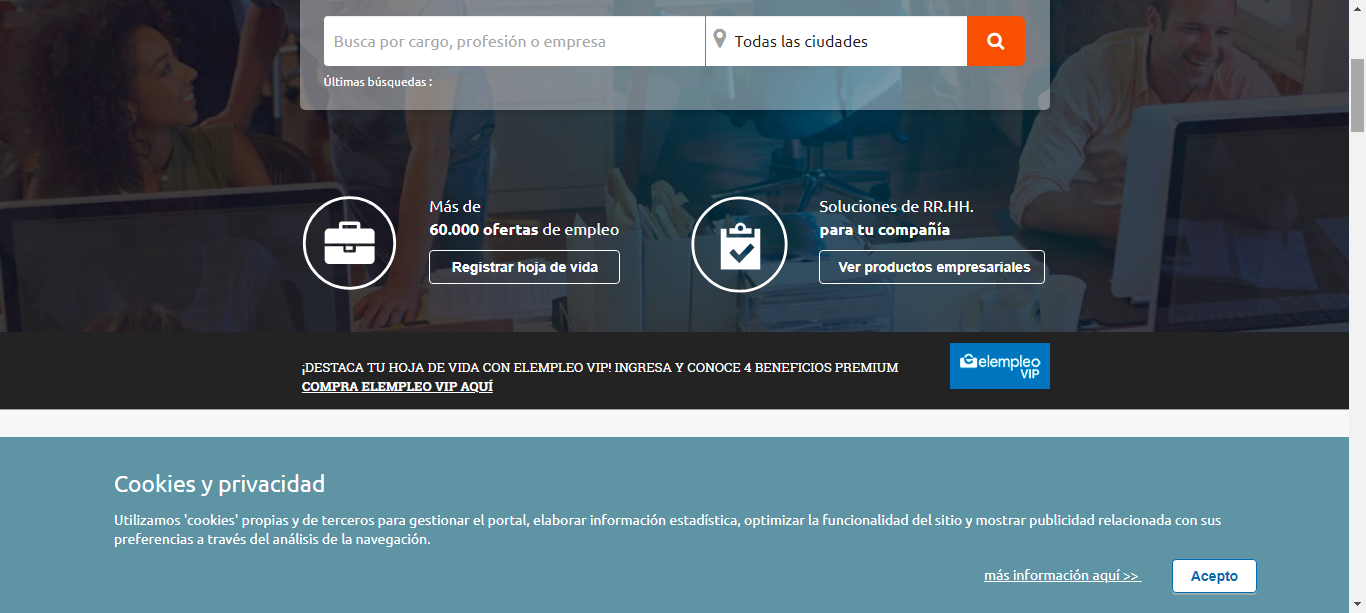 Busca por cargo, profesión o empresa
Todas las ciudades
Últimas búsquedas :
Más de
60.000 ofertas de empleo
Registrar hoja de vida
Soluciones de RR.HH.
para tu compañía
Ver productos empresariales
¡DESTACA TU HOJA DE VIDA CON ELEMPLEO VIP! INGRESA Y CONOCE 4 BENEFICIOS PREMIUM
COMPRA ELEMPLEO VIP AQUÍ
elempleo
VIP
Cookies y privacidad
Utilizamos 'cookies' propias y de terceros para gestionar el portal, elaborar información estadística, optimizar la funcionalidad del sitio y mostrar publicidad relacionada con sus
preferencias a través del análisis de la navegación.
más información aquí >>
Acepto